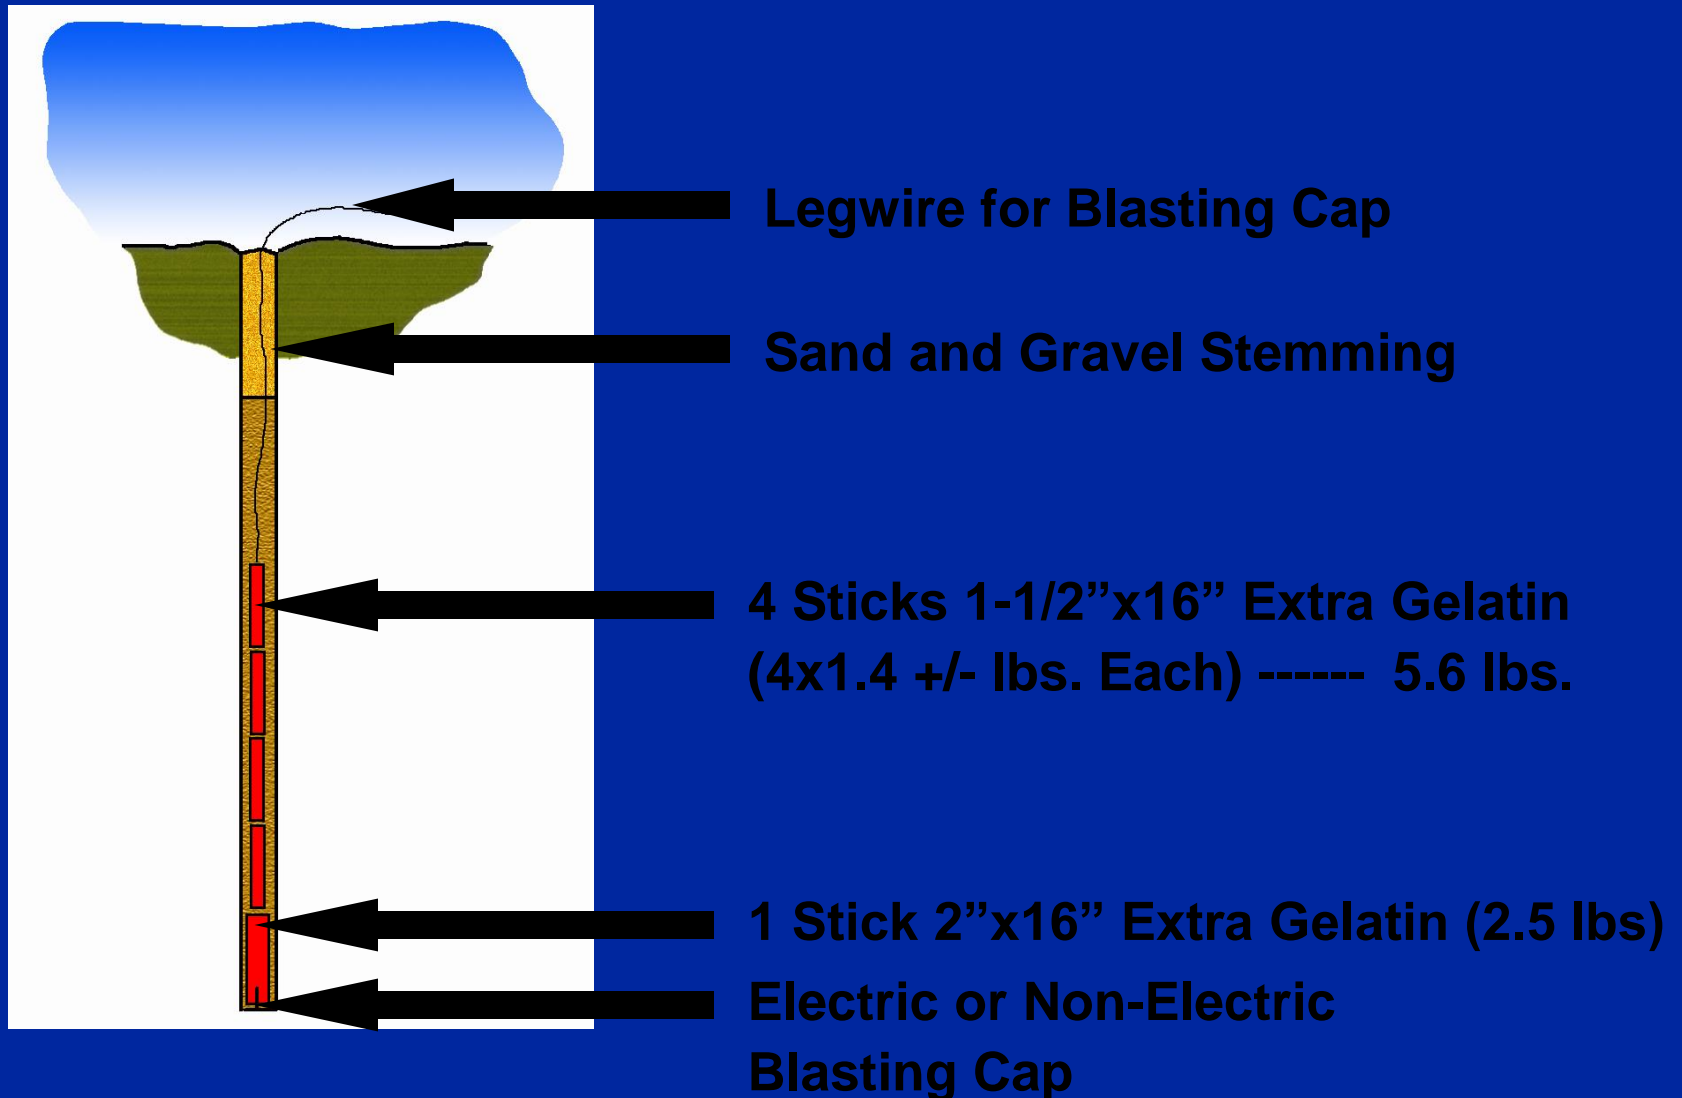 Legwire for Blasting Cap
Sand and Gravel Stemming
4 Sticks 1-1/2”x16” Extra Gelatin
(4x1.4 +/- lbs. Each) ------ 5.6 lbs.
1 Stick 2”x16” Extra Gelatin (2.5 lbs)
Electric or Non-Electric
Blasting Cap